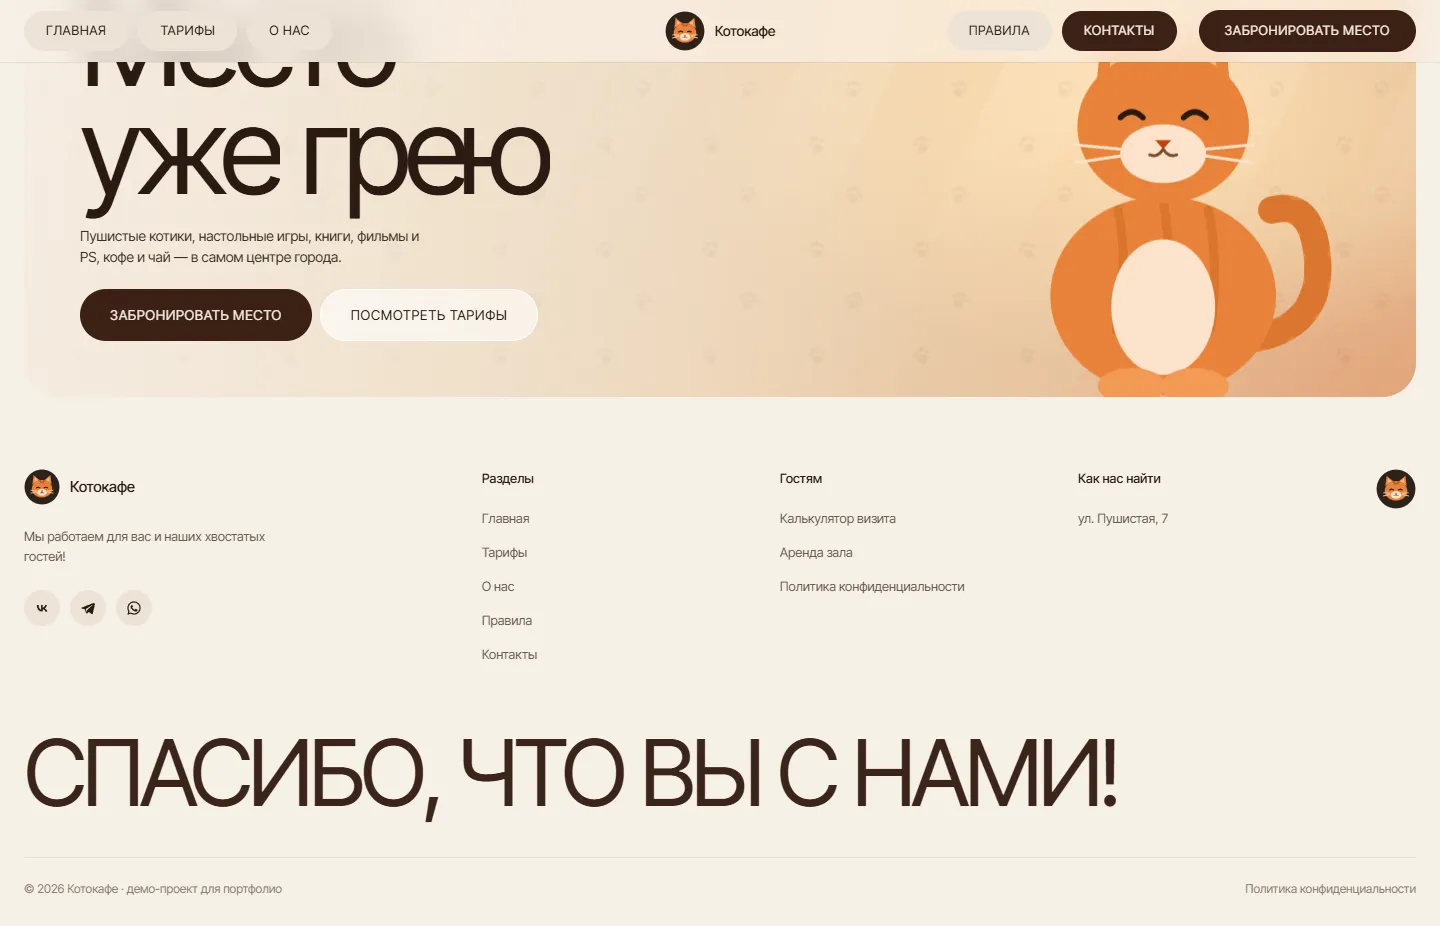 ГЛАВНАЯ ТАРИФЫ О НАС Котокафе ПРАВИЛА КОНТАКТЫ ЗАБРОНИРОВАТЬ МЕСТО
Место
уже грею
Пушистые котики, настольные игры, книги, фильмы и
PS, кофе и чай — в самом центре города.
ЗАБРОНИРОВАТЬ МЕСТО ПОСМОТРЕТЬ ТАРИФЫ
Котокафе
Мы работаем для вас и наших хвостатых
гостей!
Разделы
Главная
Тарифы
О нас
Правила
Контакты
Гостям
Калькулятор визита
Аренда зала
Политика конфиденциальности
Как нас найти
ул. Пушистая, 7
СПАСИБО, ЧТО ВЫ С НАМИ!
© 2026 Котокафе · демо-проект для портфолио
Политика конфиденциальности